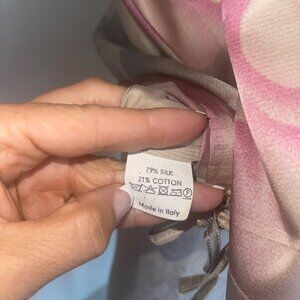 79% SILK
21% COTTON
Made in Italy